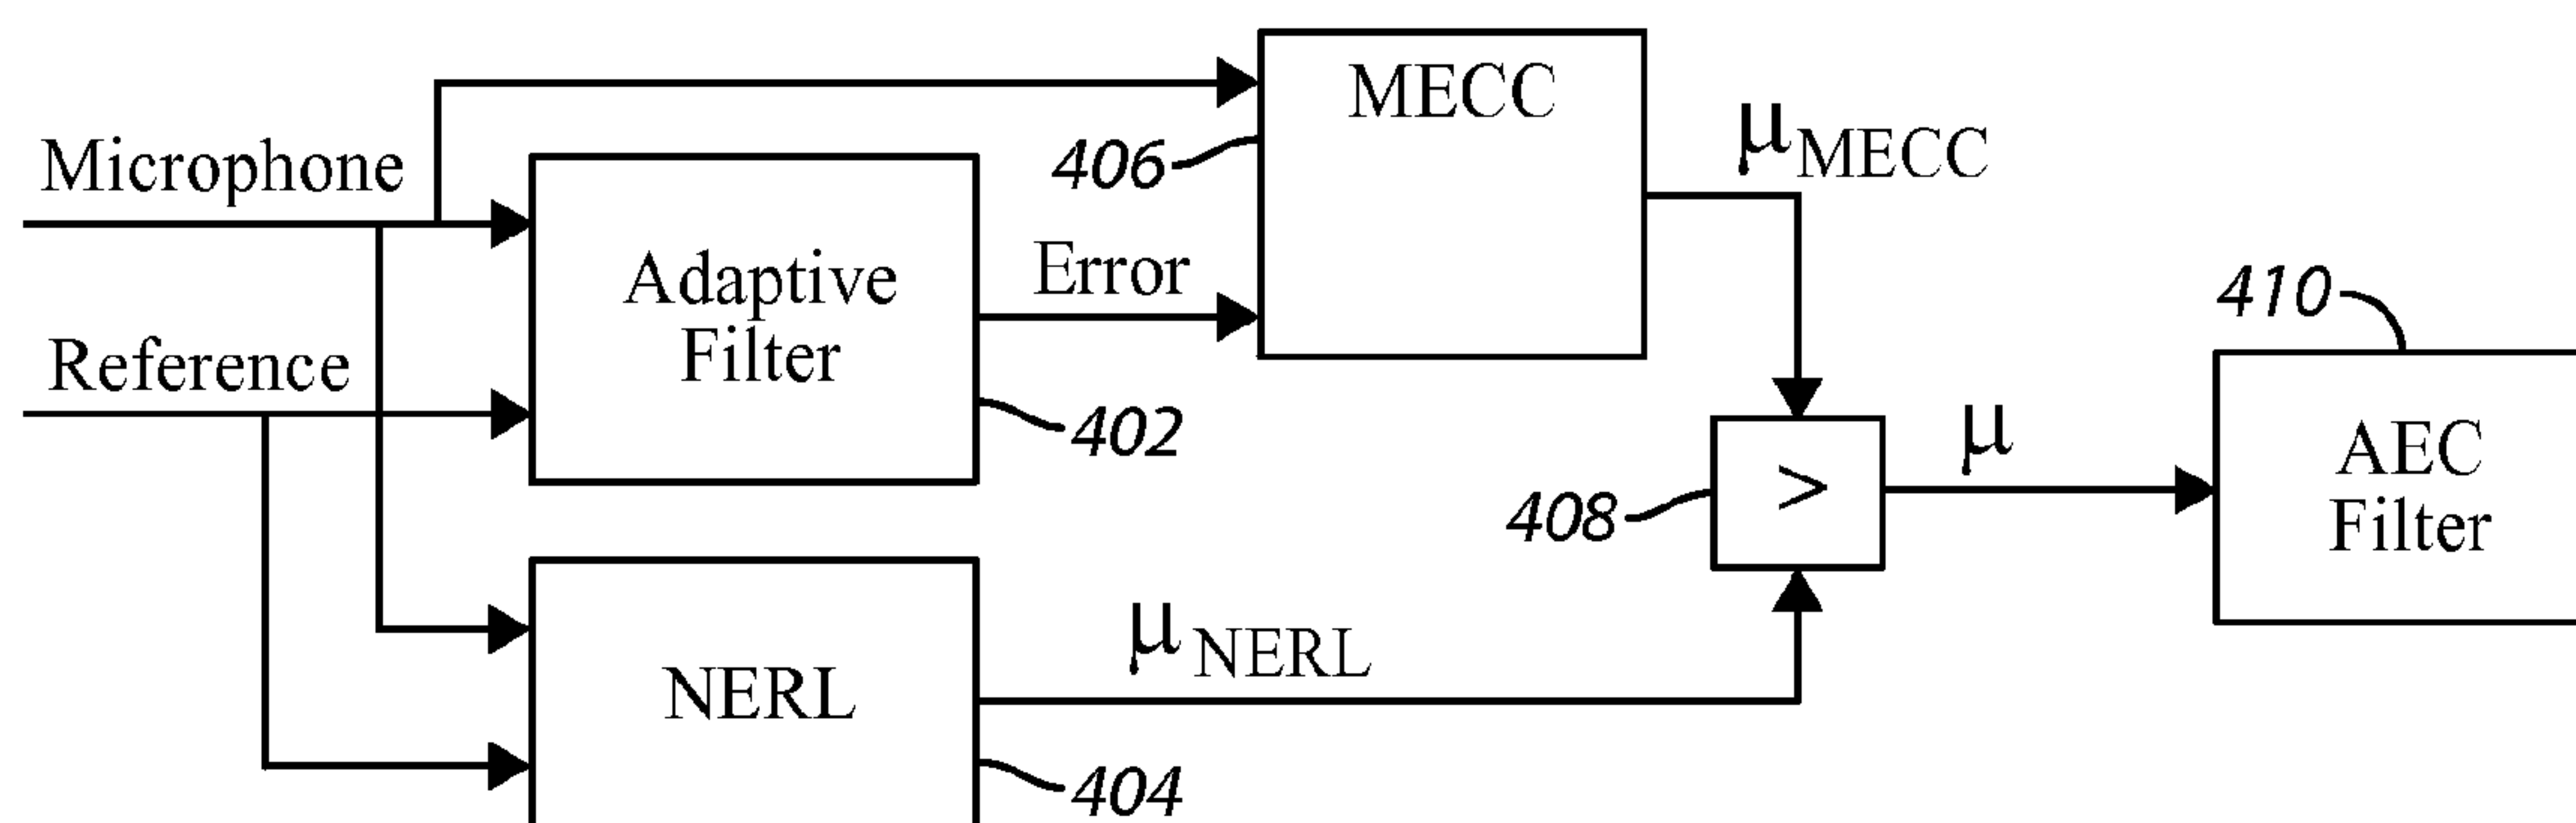 MECC
μMECC
406
Microphone
Adaptive
Filter
Error
410
Reference
402
AEC
Filter
μ
>
408
μNERL
NERL
404